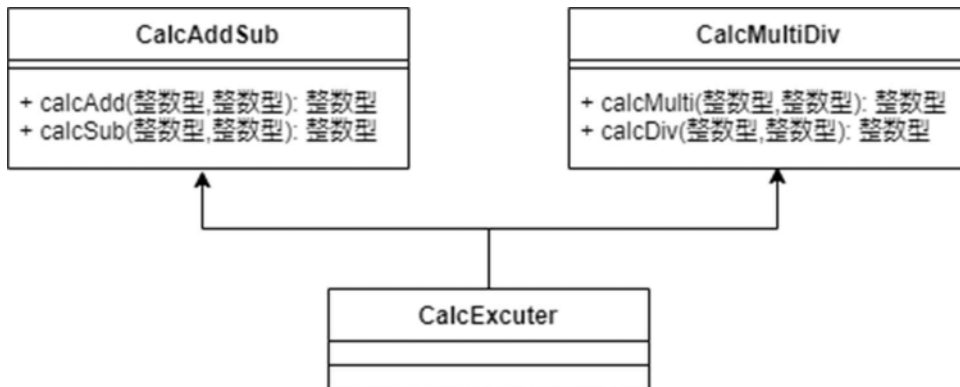 CalcAddSub
+ calcAdd(整数型,整数型): 整数型
+ calcSub(整数型,整数型): 整数型
CalcMultiDiv
+ calcMulti(整数型,整数型): 整数型
+ calcDiv(整数型,整数型): 整数型
CalcExcuter